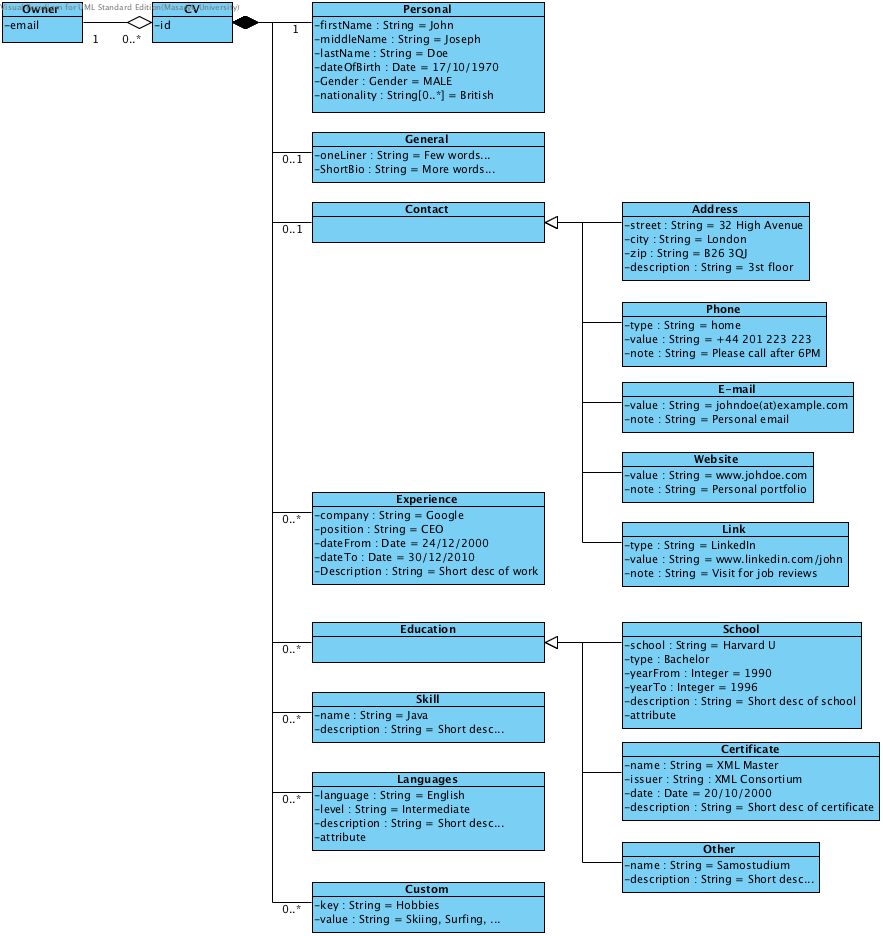 Visual Paradigm for UML Standard Edition(Masaryk University)
Owner
-email
1
0..*
CV
-id
1
Personal
-firstName : String = John
-middleName : String = Joseph
-lastName : String = Doe
-dateOfBirth : Date = 17/10/1970
-Gender : Gender = MALE
-nationality : String[0..*] = British
0..1
General
-oneLiner : String = Few words...
-ShortBio : String = More words...
0..1
Contact
Address
-street : String = 32 High Avenue
-city : String = London
-zip : String = B26 3QJ
-description : String = 3st floor
Phone
-type : String = home
-value : String = +44 201 223 223
-note : String = Please call after 6PM
E-mail
-value : String = johndoe(at)example.com
-note : String = Personal email
Website
-value : String = www.johdoe.com
-note : String = Personal portfolio
Link
-type : String = LinkedIn
-value : String = www.linkedin.com/john
-note : String = Visit for job reviews
0..*
Experience
-company : String = Google
-position : String = CEO
-dateFrom : Date = 24/12/2000
-dateTo : Date = 30/12/2010
-Description : String = Short desc of work
0..*
Education
School
-school : String = Harvard U
-type : Bachelor
-yearFrom : Integer = 1990
-yearTo : Integer = 1996
-description : String = Short desc of school
-attribute
Certificate
-name : String = XML Master
-issuer : String : XML Consortium
-date : Date = 20/10/2000
-description : String = Short desc of certificate
Other
-name : String = Samostudium
-description : String = Short desc...
0..*
Skill
-name : String = Java
-description : String = Short desc...
0..*
Languages
-language : String = English
-level : String = Intermediate
-description : String = Short desc...
-attribute
0..*
Custom
-key : String = Hobbies
-value : String = Skiing, Surfing, ...